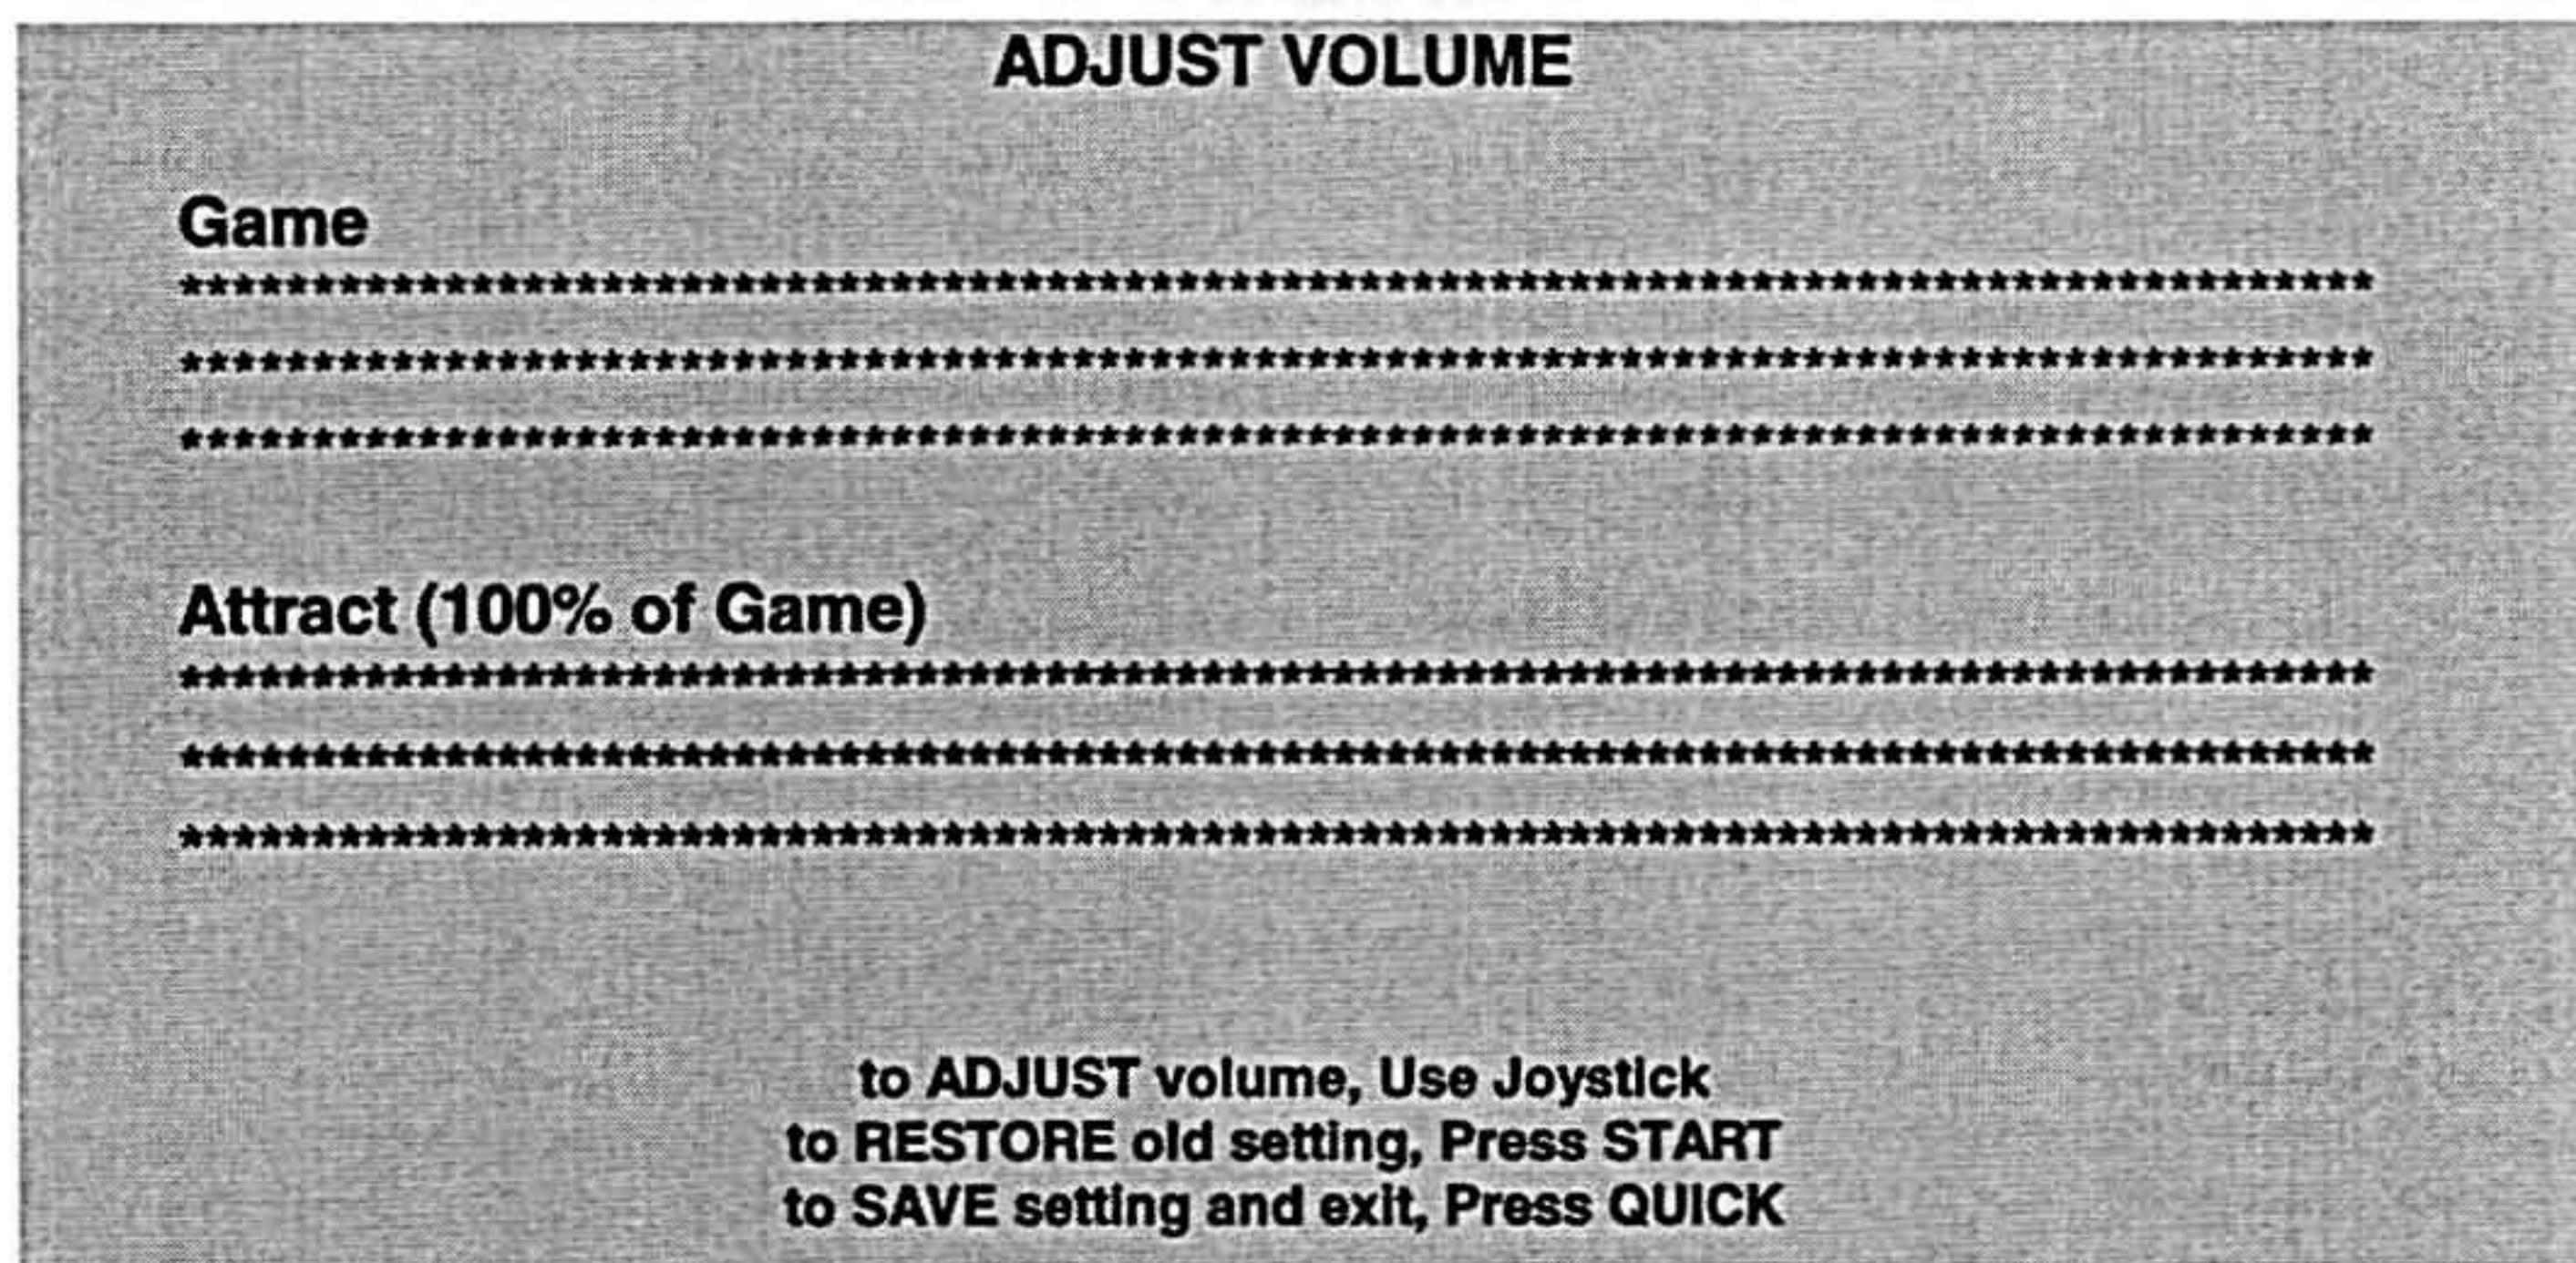 ADJUST VOLUME
Game
************************************************************************************
************************************************************************************
************************************************************************************
Attract (100% of Game)
************************************************************************************
************************************************************************************
************************************************************************************
to ADJUST volume, Use Joystick
to RESTORE old setting, Press START
to SAVE setting and exit, Press QUICK